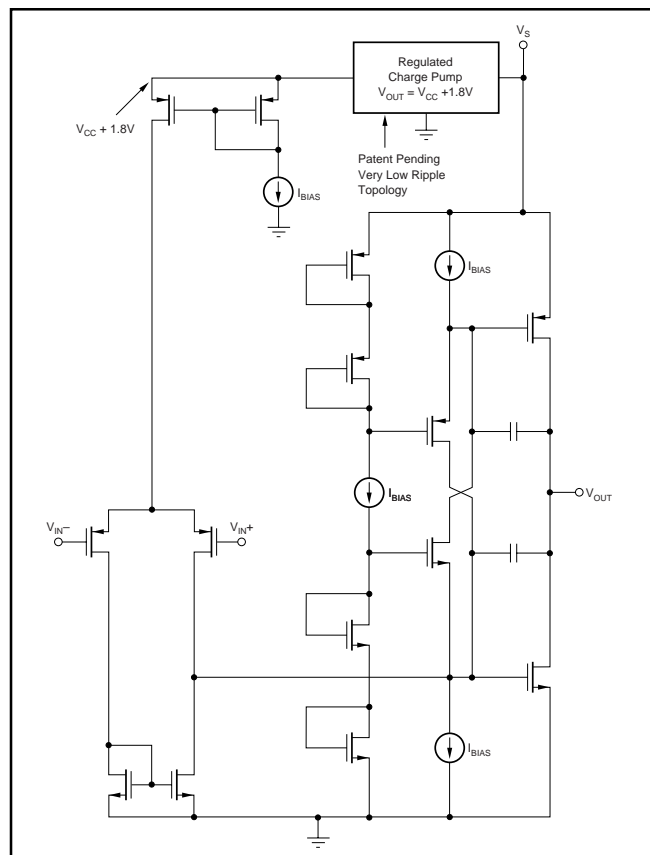 V_S
Regulated
Charge Pump
V_OUT = V_CC +1.8V
V_CC + 1.8V
Patent Pending
Very Low Ripple
Topology
I_BIAS
I_BIAS
I_BIAS
V_OUT
V_IN–
V_IN+
I_BIAS